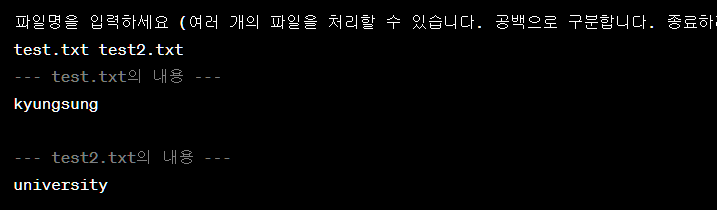 파일명을 입력하세요 (여러 개의 파일을 처리할 수 있습니다. 공백으로 구분합니다. 종료하
test.txt test2.txt
--- test.txt의 내용 ---
kyungsung
--- test2.txt의 내용 ---
university